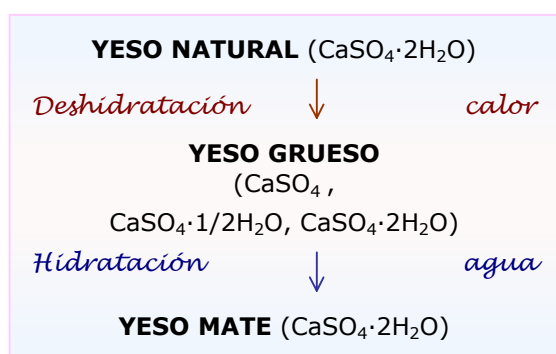 YESO NATURAL (CaSO₄·2H₂O)
Deshidratación calor
YESO GRUESO
(CaSO₄ ,
CaSO₄·1/2H₂O, CaSO₄·2H₂O)
Hidratación agua
YESO MATE (CaSO₄·2H₂O)